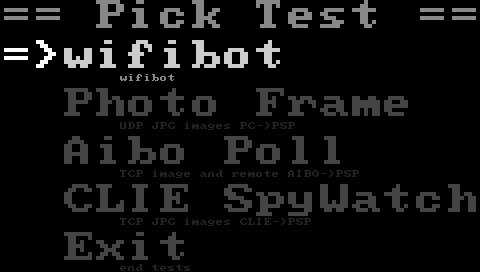 == Pick Test ==
=>wifibot
wifibot
Photo Frame
UDP JPG images PC->PSP
Aibo Poll
TCP image and remote AIBO->PSP
CLIE SpyWatch
TCP JPG images CLIE->PSP
Exit
end tests